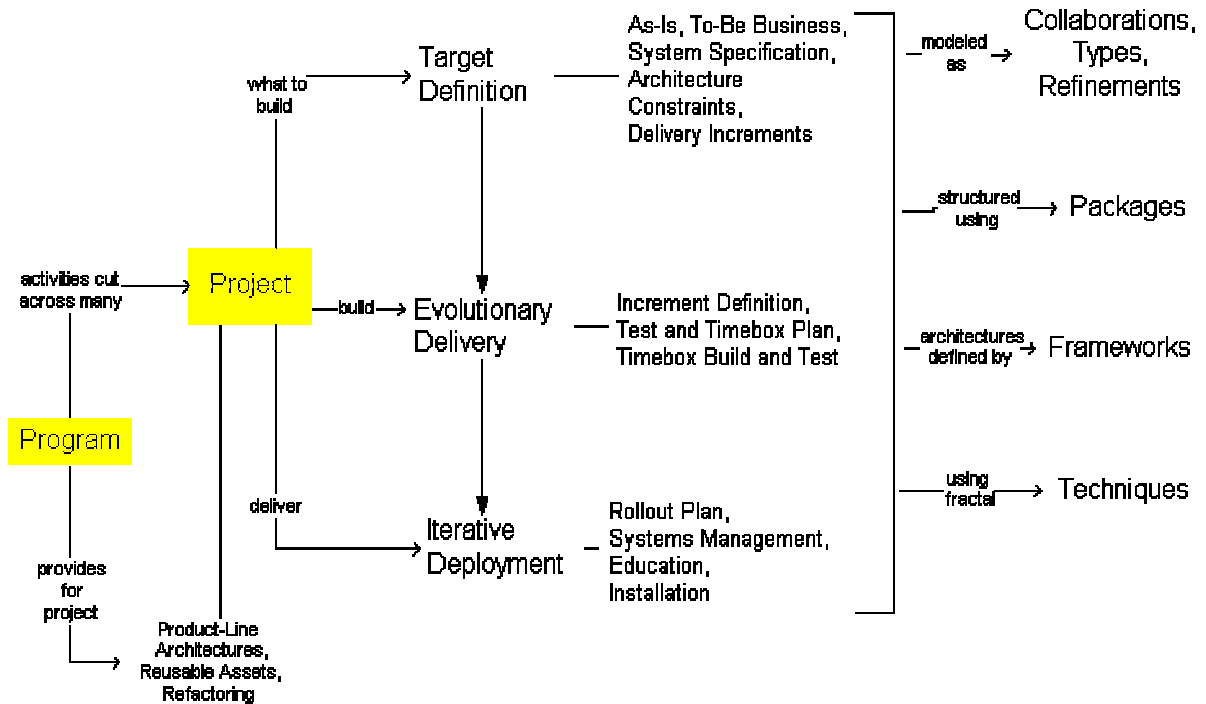 As-Is, To-Be Business,
System Specification,
Architecture
Constraints,
Delivery Increments
Target
Definition
what to
build
modeled
as
Collaborations,
Types,
Refinements
structured
using
Packages
activities cut
across many
Project
build
Evolutionary
Delivery
Increment Definition,
Test and Timebox Plan,
Timebox Build and Test
architectures
defined by
Frameworks
Program
deliver
Iterative
Deployment
Rollout Plan,
Systems Management,
Education,
Installation
using
fractal
Techniques
provides
for
project
Product-Line
Architectures,
Reusable Assets,
Refactoring